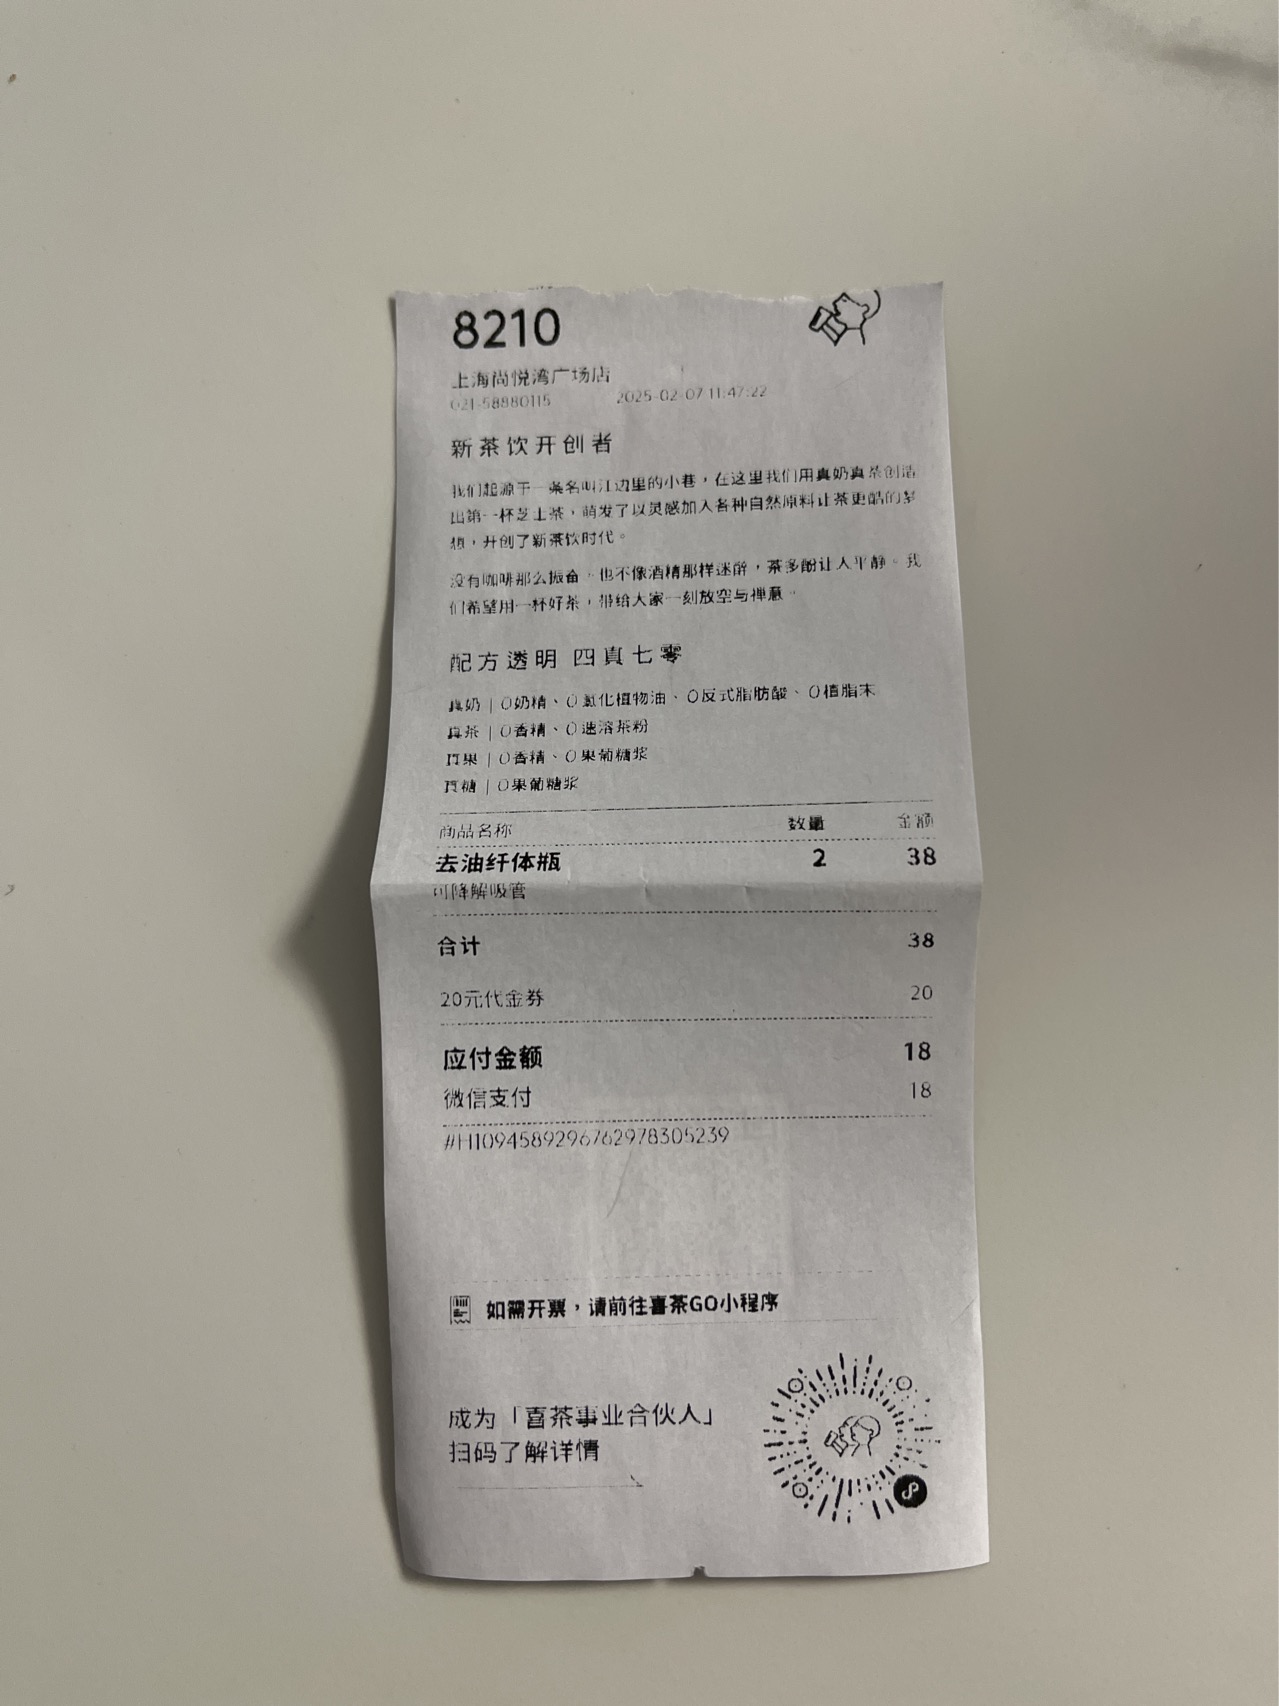 8210
上海尚悦湾广场店
021-58880115 2025-02-07 11:47:22
新茶饮开创者
我们起源于一条名叫江边里的小巷，在这里我们用真奶真茶创造
出第一杯芝士茶，萌发了以灵感加入各种自然原料让茶更酷的梦
想，开创了新茶饮时代。
没有咖啡那么振奋，也不像酒精那样迷醉，茶多酚让人平静。我
们希望用一杯好茶，带给大家一刻放空与禅意。
配方透明 四真七零
真奶 | 0奶精、0氢化植物油、0反式脂肪酸、0植脂末
真茶 | 0香精、0速溶茶粉
真果 | 0香精、0果葡糖浆
真糖 | 0果葡糖浆
商品名称 数量 金额
去油纤体瓶 2 38
可降解吸管
合计 38
20元代金券 20
应付金额 18
微信支付 18
#H1094589296762978305239
如需开票，请前往喜茶GO小程序
成为「喜茶事业合伙人」
扫码了解详情